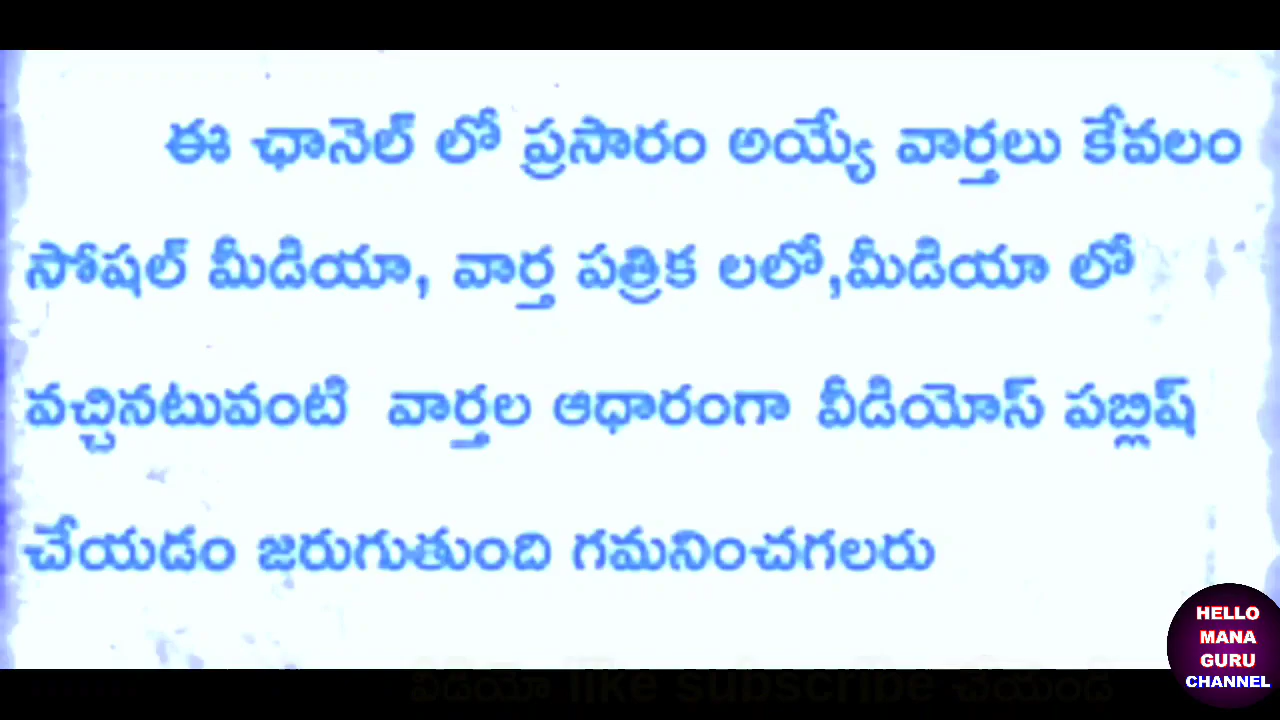 ఈ ఛానెల్ లో ప్రసారం అయ్యే వార్తలు కేవలం
సోషల్ మీడియా, వార్త పత్రిక లలో,మీడియా లో
వచ్చినటువంటి వార్తల ఆధారంగా వీడియోస్ పబ్లిష్
చేయడం జరుగుతుంది గమనించగలరు
HELLO
MANA
GURU
CHANNEL
వీడియో like subscribe చేయండి